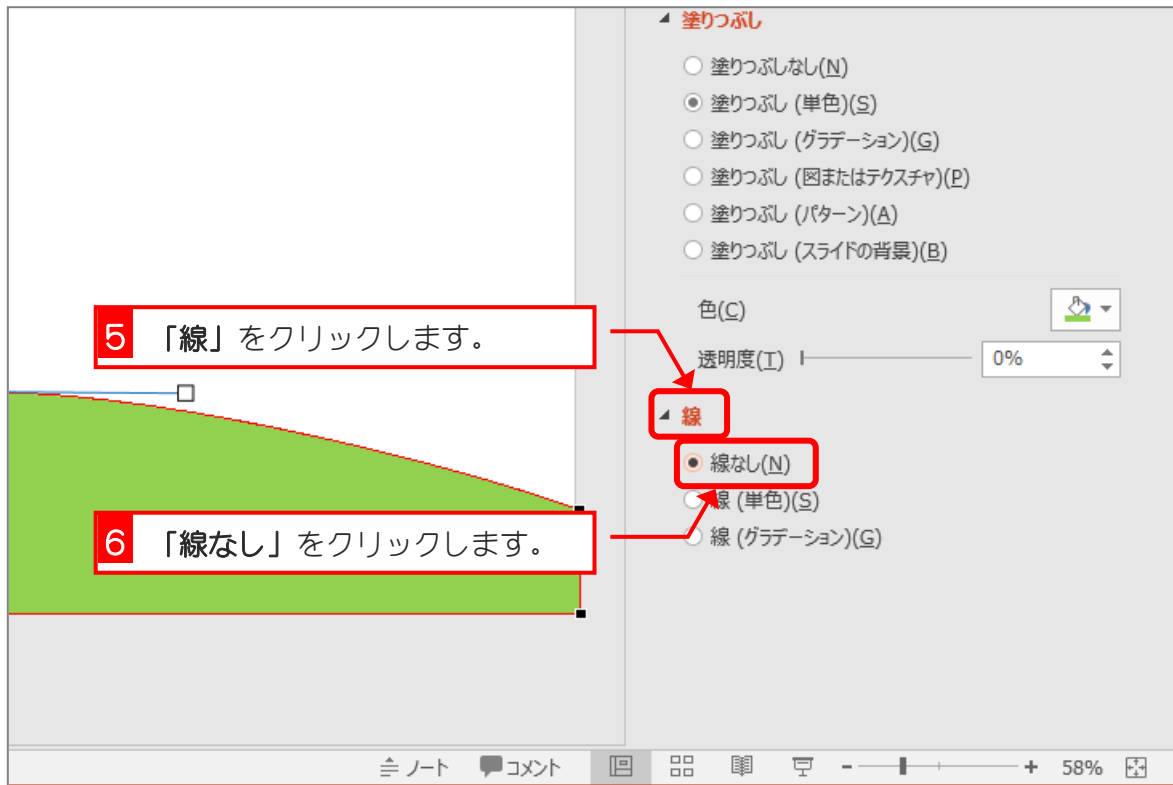 塗りつぶし
塗りつぶしなし(N)
塗りつぶし (単色)(S)
塗りつぶし (グラデーション)(G)
塗りつぶし (図またはテクスチャ)(P)
塗りつぶし (パターン)(A)
塗りつぶし (スライドの背景)(B)
色(C)
5 「線」をクリックします。
透明度(T) 0%
線
線なし(N)
線 (単色)(S)
6 「線なし」をクリックします。
線 (グラデーション)(G)
ノート コメント 58%